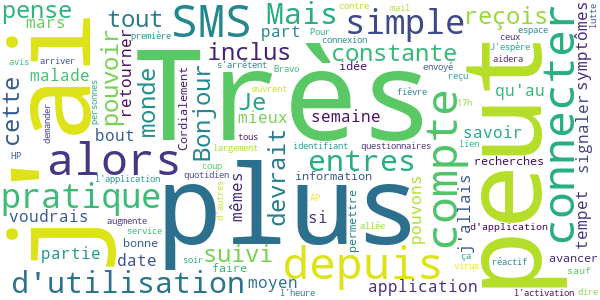 pense
mars
cette
malade
voudrais
partie
j'ai
tout
bout
date
pouvoir
monde
retourner
SMS
inclus
Bonjour
Cordialement
Très
Mais
part
Je
mieux
idée
constante
semaine
simple
contre
mail
Pour
connexion
première
s'arrêtent
Bravo
avis
arriver
personnes
demander
HP
l'application
augmente
service
bonne
faire
soir
quotidien
coup
largement
tous
œuvrent
envoyé
reçu
fièvre
17h
identifiant
questionnaires
alors
pratique
d'utilisation
suivi
moyen
plus
mêmes
d'autres
devrait
information
AP
si
entres
depuis
application
permettre
allée
virus
compte
pouvons
j'allais
ça
reçois
qu'au
savoir
lien
recherches
d'application
réactif
peut
connecter
tempet
signaler
symptômes
espace
ceux
J'espère
aidera
lutte
avancer
sauf
l'activation
dire
l'heure